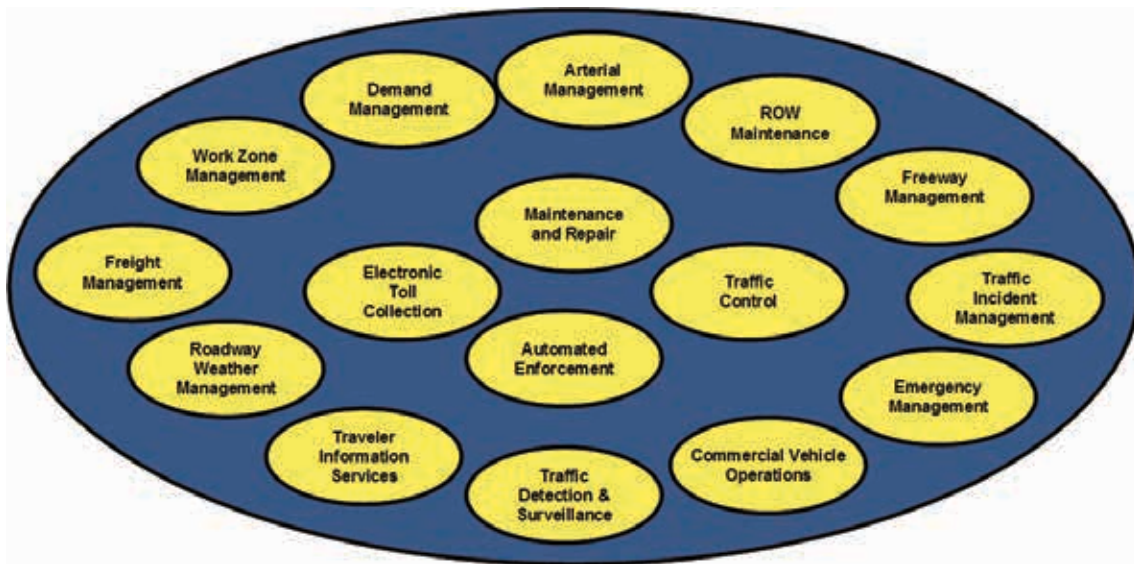 Arterial
Management
Demand
Management
ROW
Maintenance
Work Zone
Management
Freeway
Management
Maintenance
and Repair
Freight
Management
Electronic
Toll
Collection
Traffic
Control
Traffic
Incident
Management
Roadway
Weather
Management
Automated
Enforcement
Emergency
Management
Traveler
Information
Services
Traffic
Detection &
Surveillance
Commercial Vehicle
Operations